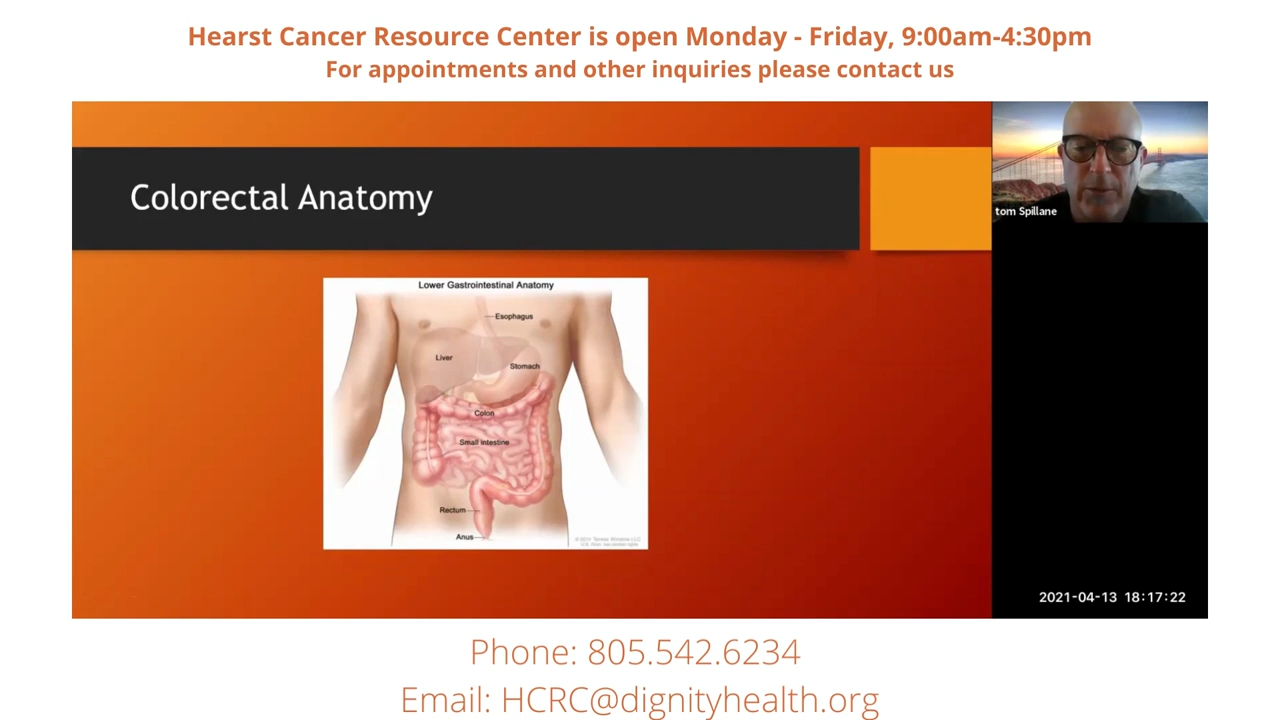 Hearst Cancer Resource Center is open Monday - Friday, 9:00am-4:30pm
For appointments and other inquiries please contact us
Colorectal Anatomy
tom Spillane
Lower Gastrointestinal Anatomy
Esophagus
Liver
Stomach
Colon
Small intestine
Rectum
Anus
2021-04-13 18:17:22
Phone: 805.542.6234
Email: HCRC@dignityhealth.org